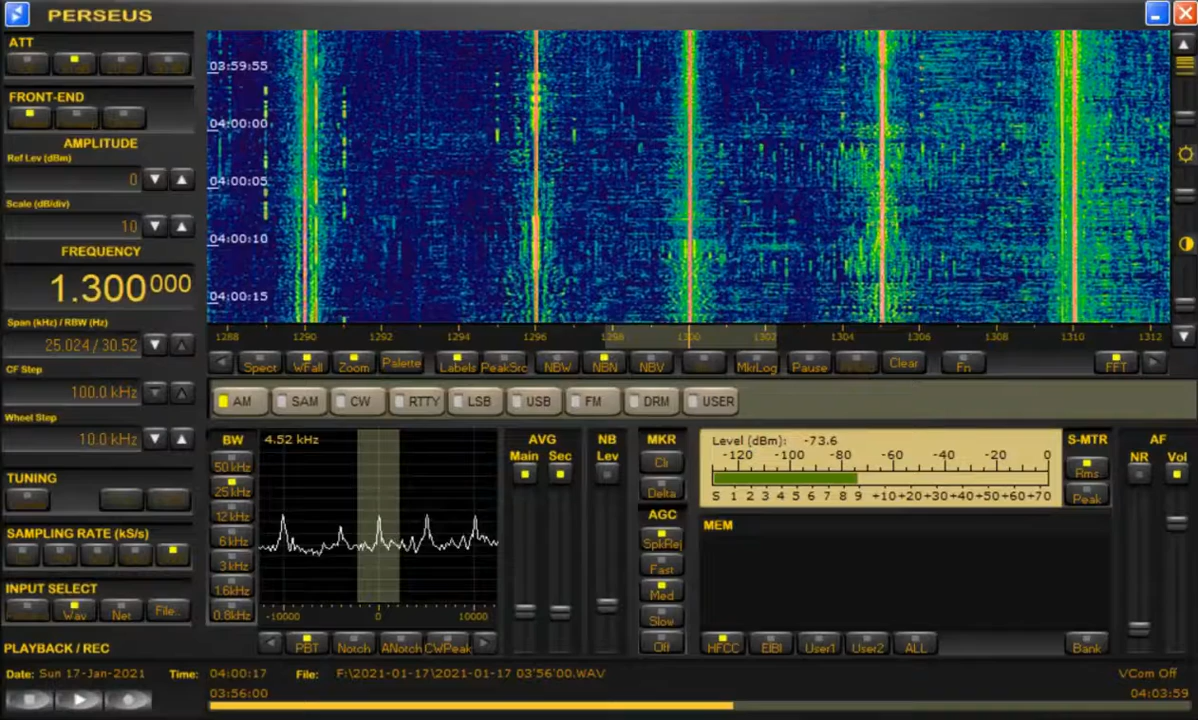 PERSEUS
ATT
FRONT-END
AMPLITUDE
Ref Lev (dBm)
0
Scale (dB/div)
10
FREQUENCY
1.300000
Span (kHz) / RBW (Hz)
25.024 / 30.52
CF Step
100.0 kHz
Wheel Step
10.0 kHz
TUNING
SAMPLING RATE (kS/s)
INPUT SELECT
Wav Net File..
PLAYBACK / REC
03:59:55
04:00:00
04:00:05
04:00:10
04:00:15
1288 1290 1292 1294 1296 1298 1300 1302 1304 1306 1308 1310 1312
Spect WFall Zoom Palette Labels PeakSrc NBW NBN NBV MkrLog Pause Clear Fn FFT
AM SAM CW RTTY LSB USB FM DRM USER
BW
50 kHz
25 kHz
12 kHz
6 kHz
3 kHz
1.6kHz
0.8kHz
4.52 kHz
-10000 0 10000
PBT Notch ANotch CWPeak
AVG
Main Sec
NB
Lev
MKR
Clr
Delta
AGC
SpkRej
Fast
Med
Slow
Off
Level (dBm): -73.6
-120 -100 -80 -60 -40 -20 0
S 1 2 3 4 5 6 7 8 9 +10+20+30+40+50+60+70
S-MTR
Rms
Peak
AF
NR Vol
MEM
HFCC EIBI User1 User2 ALL Bank
Date: Sun 17-Jan-2021 Time: 04:00:17 File: F:\2021-01-17\2021-01-17 03'56'00.WAV VCom Off
03:56:00 04:03:59